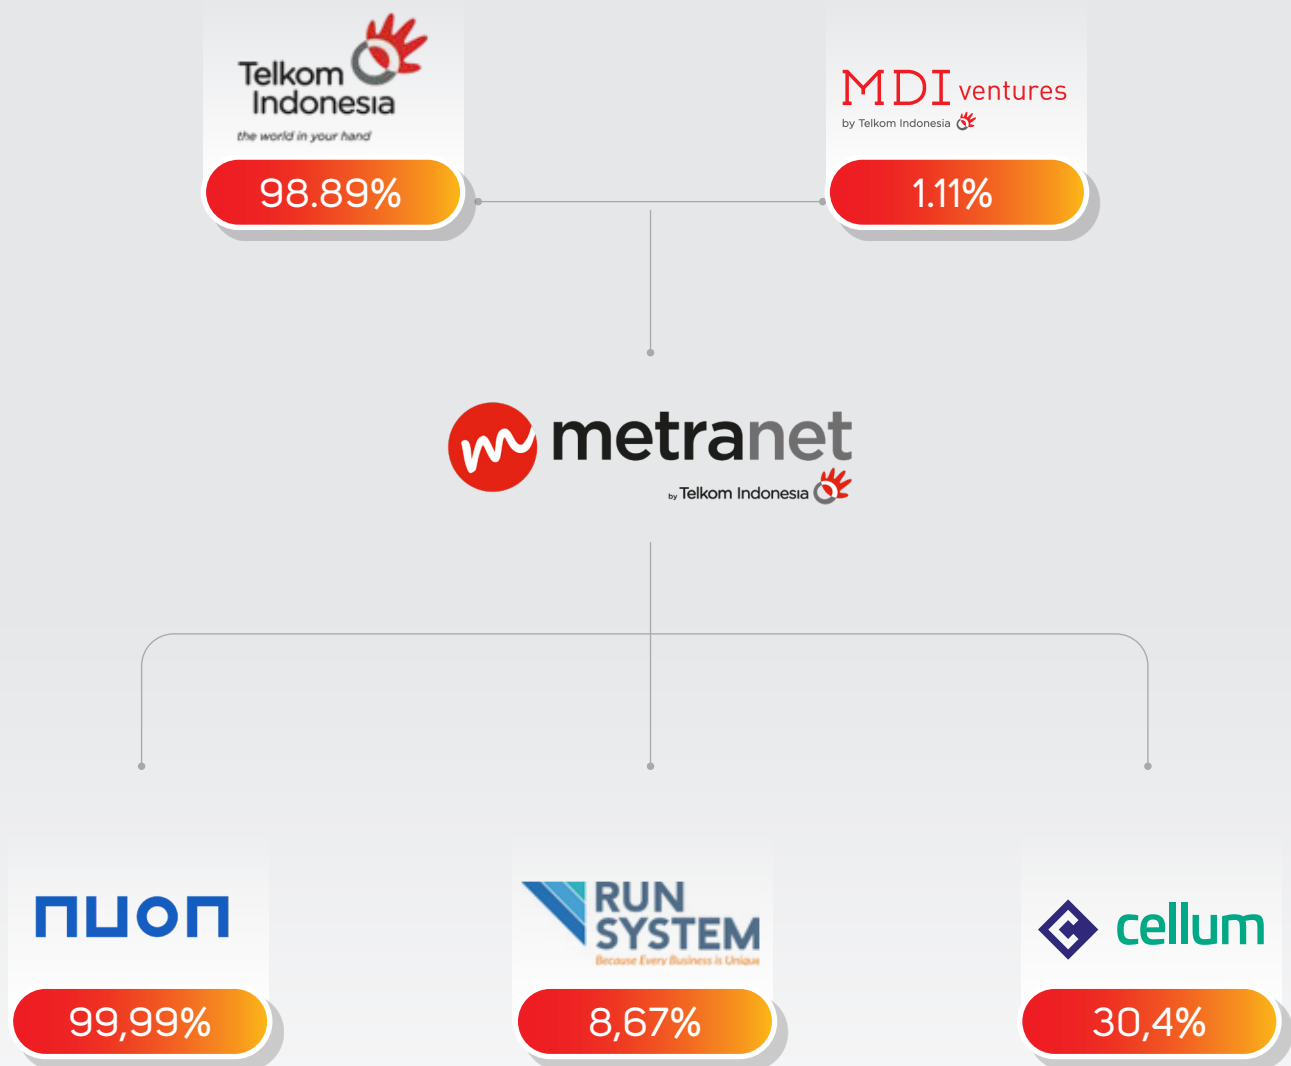 Telkom
Indonesia
the world in your hand
98.89%
MDI ventures
by Telkom Indonesia
1.11%
metranet
by Telkom Indonesia
nuon
99,99%
RUN
SYSTEM
Because Every Business is Unique
8,67%
cellum
30,4%